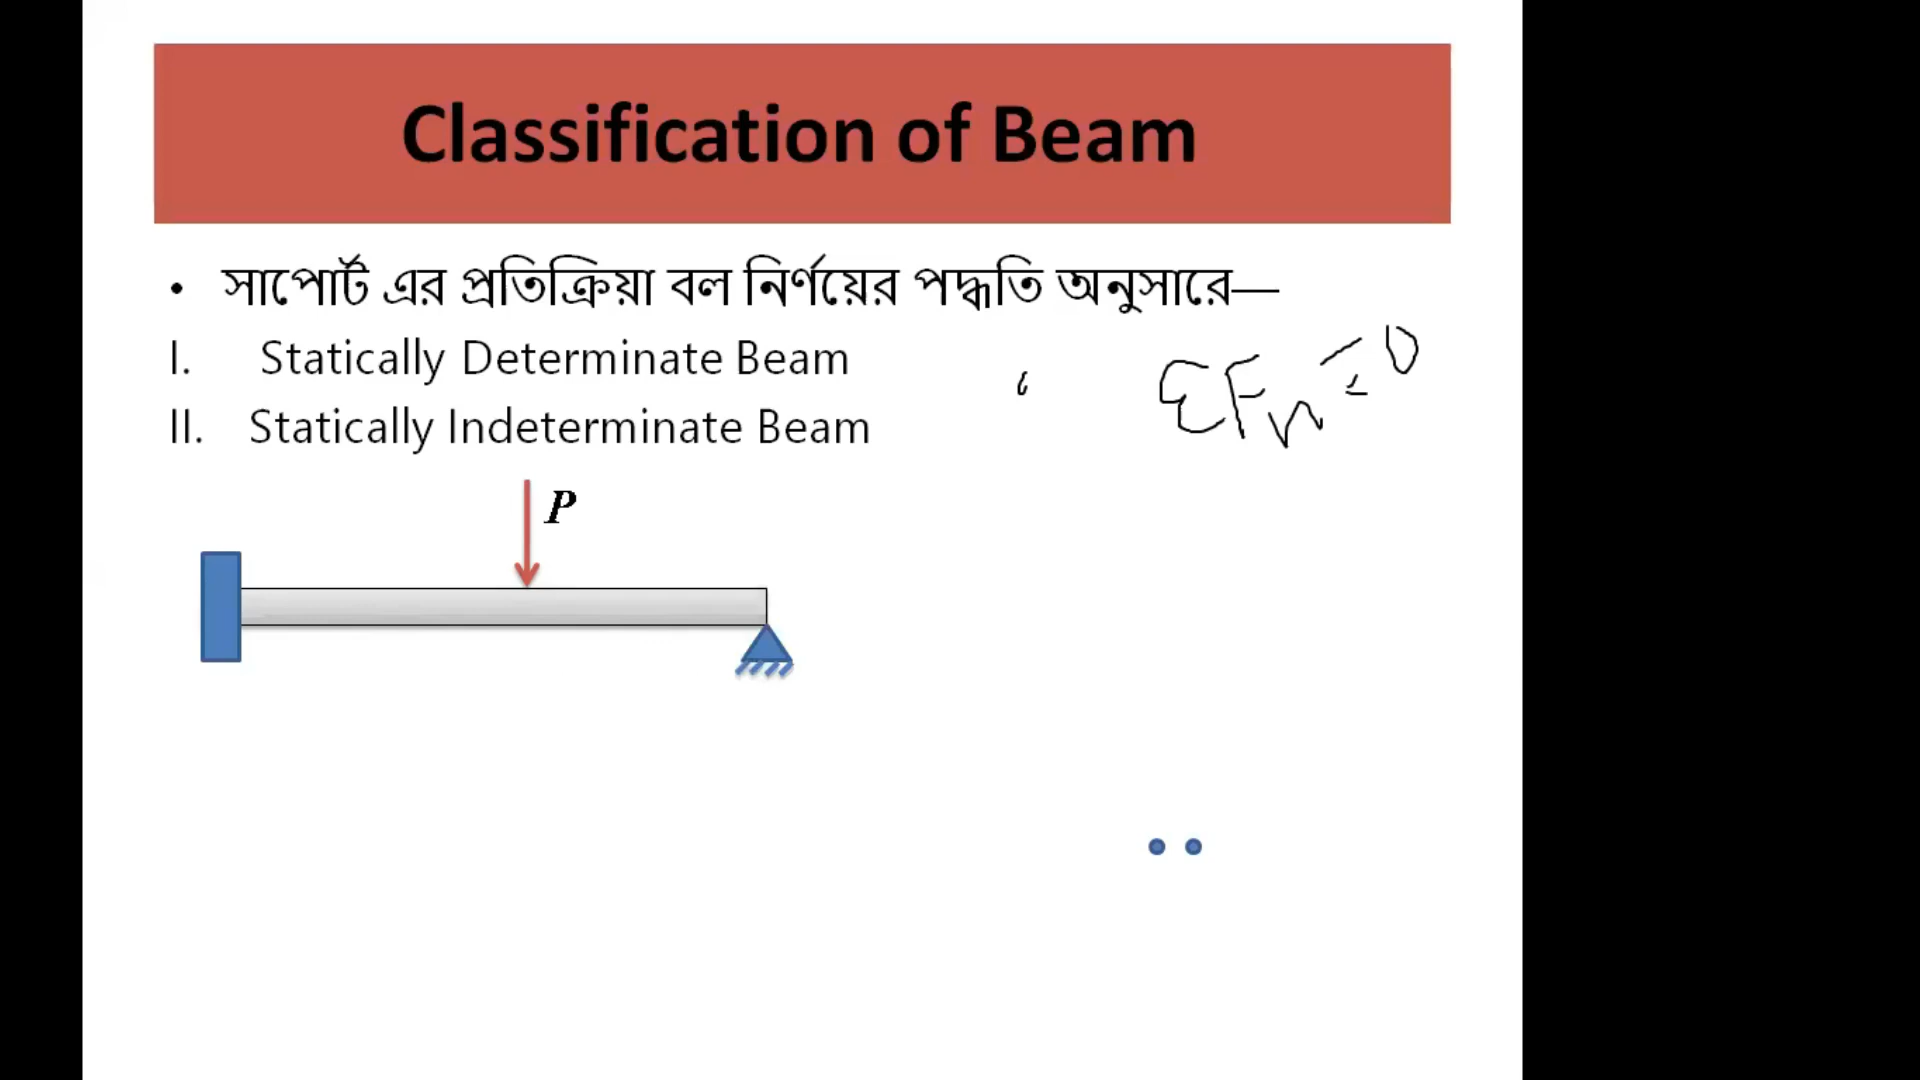 Classification of Beam
• সাপোর্ট এর প্রতিক্রিয়া বল নির্ণয়ের পদ্ধতি অনুসারে—
I. Statically Determinate Beam
II. Statically Indeterminate Beam
P